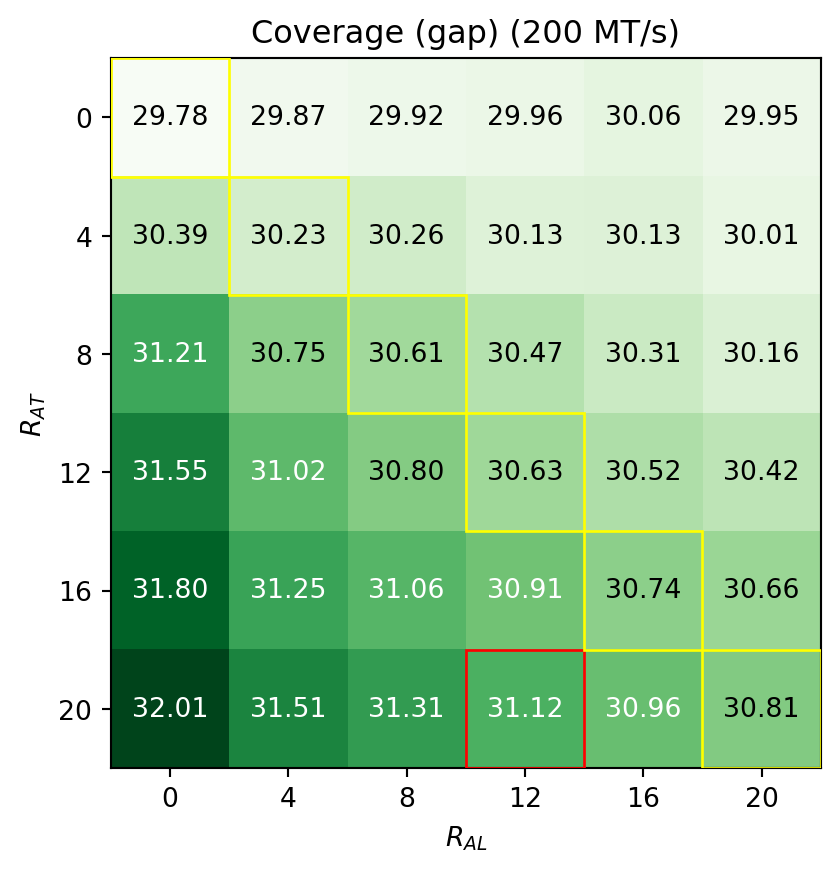 Coverage (gap) (200 MT/s)
0 29.78 29.87 29.92 29.96 30.06 29.95
4 30.39 30.23 30.26 30.13 30.13 30.01
8 31.21 30.75 30.61 30.47 30.31 30.16
12 31.55 31.02 30.80 30.63 30.52 30.42
16 31.80 31.25 31.06 30.91 30.74 30.66
20 32.01 31.51 31.31 31.12 30.96 30.81
0 4 8 12 16 20
R_{AT}
R_{AL}